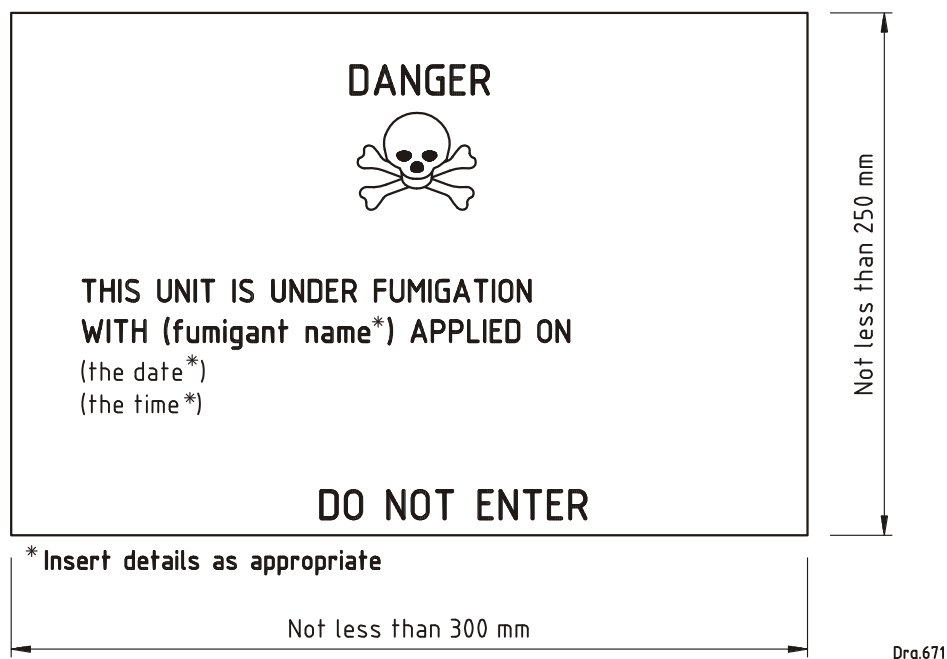 DANGER
THIS UNIT IS UNDER FUMIGATION
WITH (fumigant name*) APPLIED ON
(the date*)
(the time*)
DO NOT ENTER
* Insert details as appropriate
Not less than 300 mm
Not less than 250 mm
Drg.671